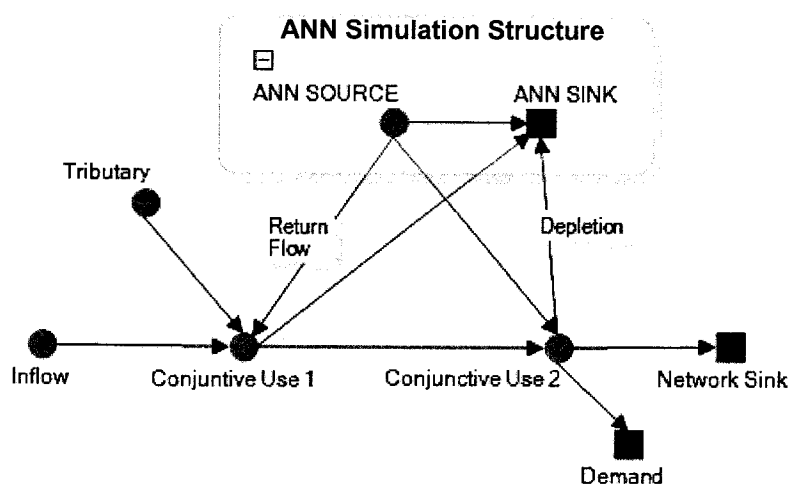 ANN Simulation Structure
ANN SOURCE
ANN SINK
Tributary
Return
Flow
Depletion
Inflow
Conjuntive Use 1
Conjunctive Use 2
Network Sink
Demand